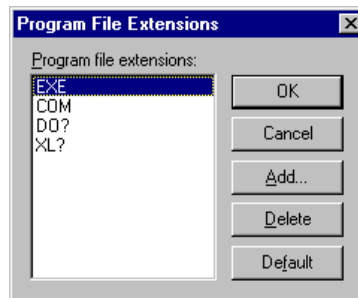 Program File Extensions
Program file extensions:
EXE
COM
DO?
XL?
OK
Cancel
Add...
Delete
Default